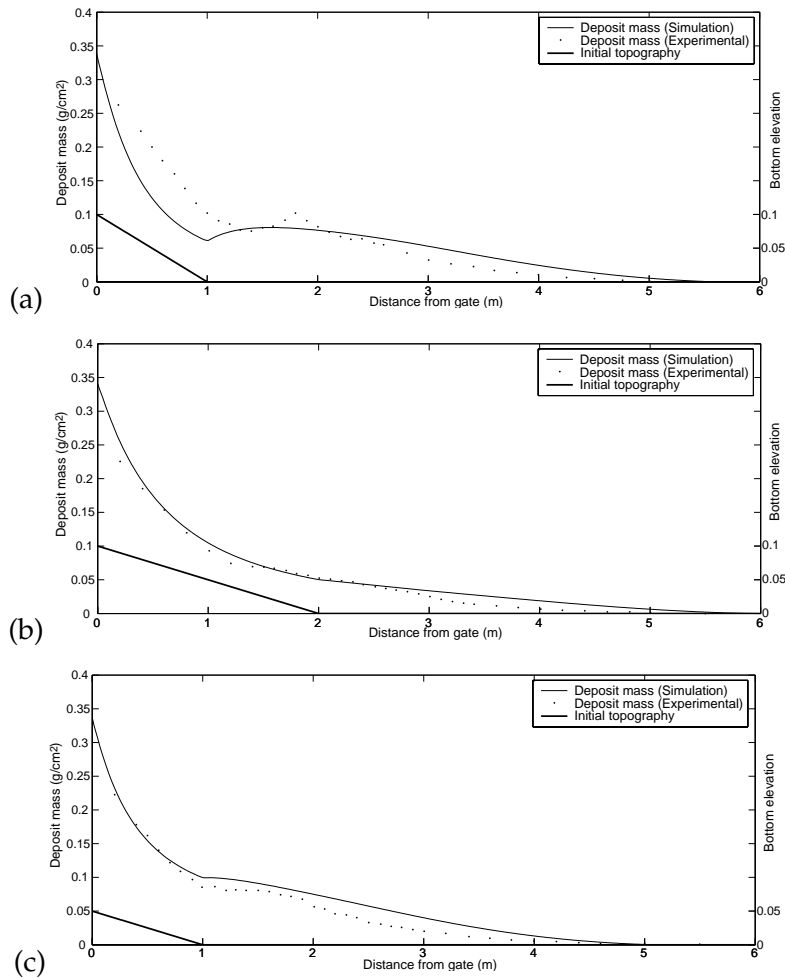 Deposit mass (Simulation)
Deposit mass (Experimental)
Initial topography
0.4
0.35
0.3
0.25
0.2
0.15
0.1
0.05
0
Deposit mass (g/cm2)
0.1
0.05
0
Bottom elevation
0 1 2 3 4 5 6
Distance from gate (m)
(a)
Deposit mass (Simulation)
Deposit mass (Experimental)
Initial topography
0.4
0.35
0.3
0.25
0.2
0.15
0.1
0.05
0
Deposit mass (g/cm2)
0.1
0.05
0
Bottom elevation
0 1 2 3 4 5 6
Distance from gate (m)
(b)
Deposit mass (Simulation)
Deposit mass (Experimental)
Initial topography
0.4
0.35
0.3
0.25
0.2
0.15
0.1
0.05
0
Deposit mass (g/cm2)
0.05
0
Bottom elevation
0 1 2 3 4 5 6
Distance from gate (m)
(c)